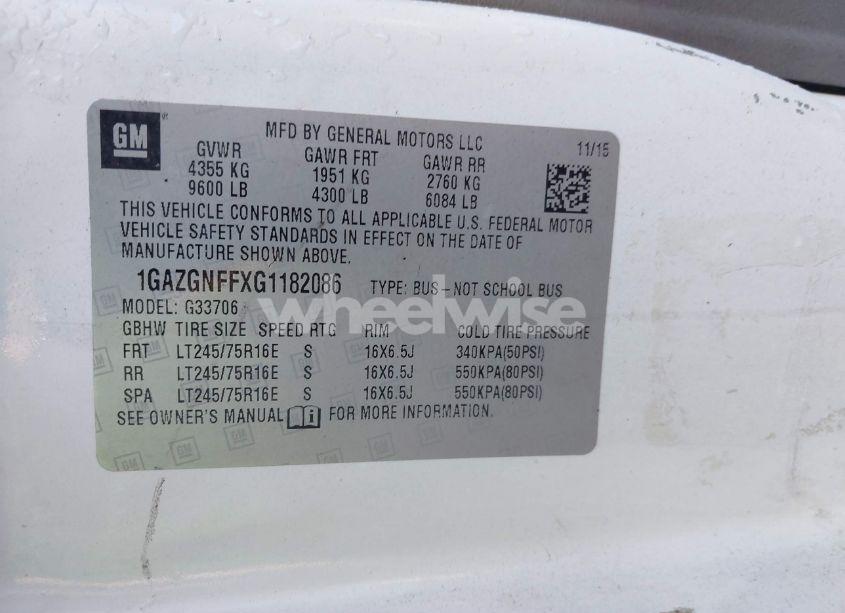 GM
MFD BY GENERAL MOTORS LLC
11/15
GVWR GAWR FRT GAWR RR
4355 KG 1951 KG 2760 KG
9600 LB 4300 LB 6084 LB
THIS VEHICLE CONFORMS TO ALL APPLICABLE U.S. FEDERAL MOTOR
VEHICLE SAFETY STANDARDS IN EFFECT ON THE DATE OF
MANUFACTURE SHOWN ABOVE.
1GAZGNFFXG1182086 TYPE: BUS-NOT SCHOOL BUS
MODEL: G33706
wheelwise
GBHW TIRE SIZE SPEED RTG RIM COLD TIRE PRESSURE
FRT LT245/75R16E S 16X6.5J 340KPA(50PSI)
RR LT245/75R16E S 16X6.5J 550KPA(80PSI)
SPA LT245/75R16E S 16X6.5J 550KPA(80PSI)
SEE OWNER'S MANUAL FOR MORE INFORMATION.